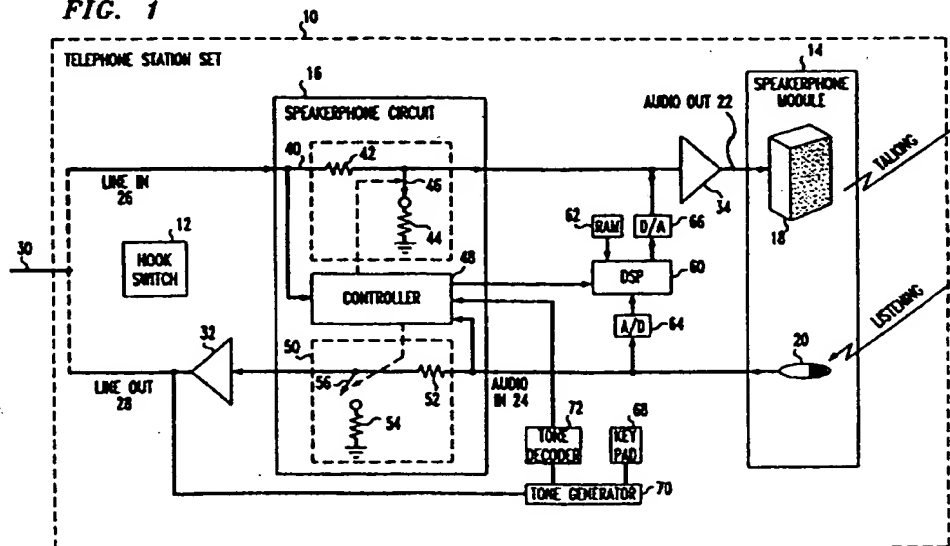 FIG. 1
10
TELEPHONE STATION SET
16
SPEAKERPHONE CIRCUIT
14
SPEAKERPHONE
MODULE
AUDIO OUT 22
40
42
46
44
LINE IN
26
34
18
TALKING
62
RAM
D/A
66
12
HOOK
SWITCH
30
48
CONTROLLER
DSP
60
A/D
64
LISTENING
20
32
50
56
52
54
LINE OUT
28
AUDIO
IN 24
72
68
TONE
DECODER
KEY
PAD
TONE GENERATOR
70